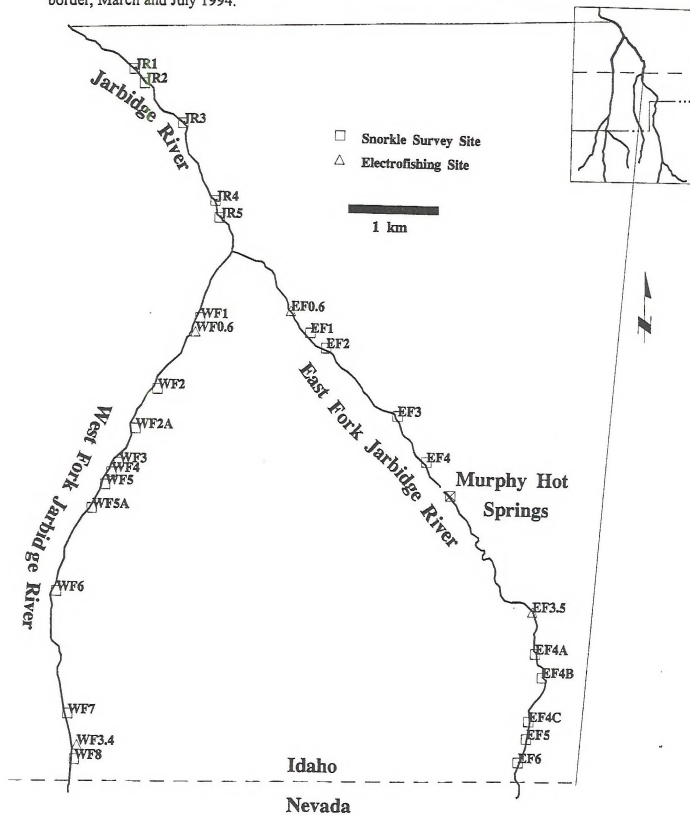 border, March and July 1994.
JR1
JR2
Jarbidge River
JR3
Snorkle Survey Site
Electrofishing Site
JR4
JR5
1 km
WF1
WF0.6
EF0.6
EF1
EF2
WF2
East Fork Jarbidge River
EF3
WF2A
West Fork Jarbidge River
WF3
WF4
WF5
WF5A
EF4
Murphy Hot
Springs
WF6
EF3.5
EF4A
EF4B
WF7
EF4C
WF3.4
EF5
WF8
EF6
Idaho
Nevada
N